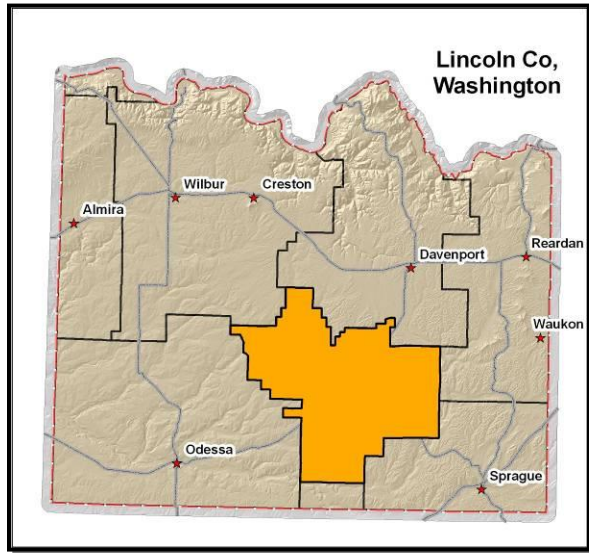 Lincoln Co,
Washington
Wilbur
Creston
Almira
Reardan
Davenport
Waukon
Odessa
Sprague